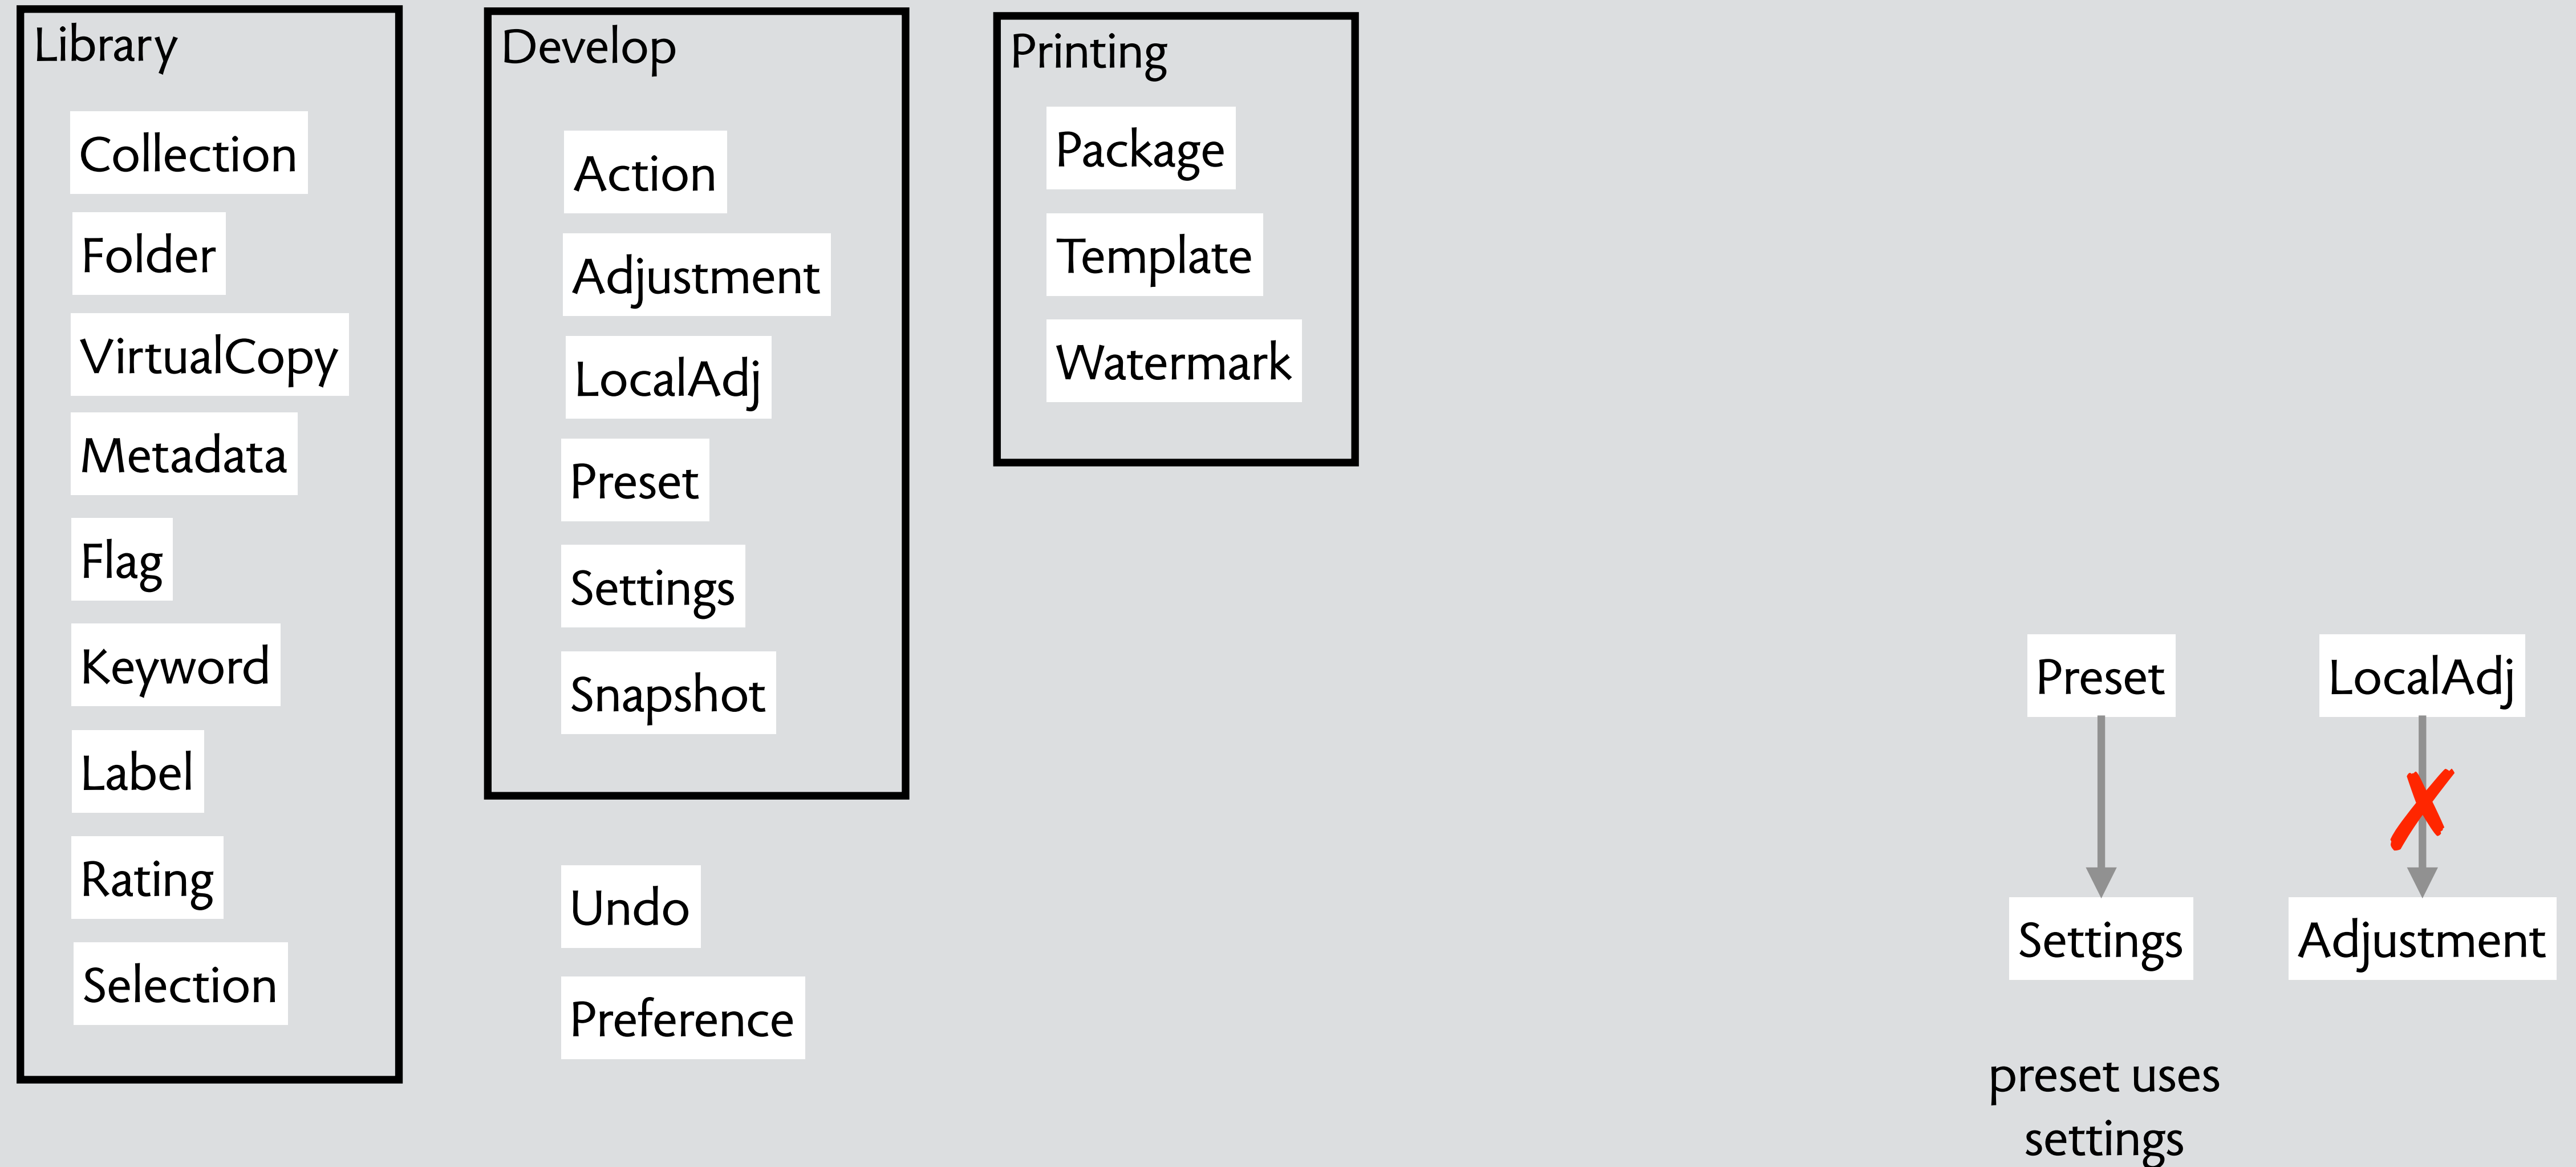 Library
Collection
Folder
VirtualCopy
Metadata
Flag
Keyword
Label
Rating
Selection
Develop
Action
Adjustment
LocalAdj
Preset
Settings
Snapshot
Undo
Preference
Printing
Package
Template
Watermark
Preset
Settings
preset uses
settings
LocalAdj
✗
Adjustment